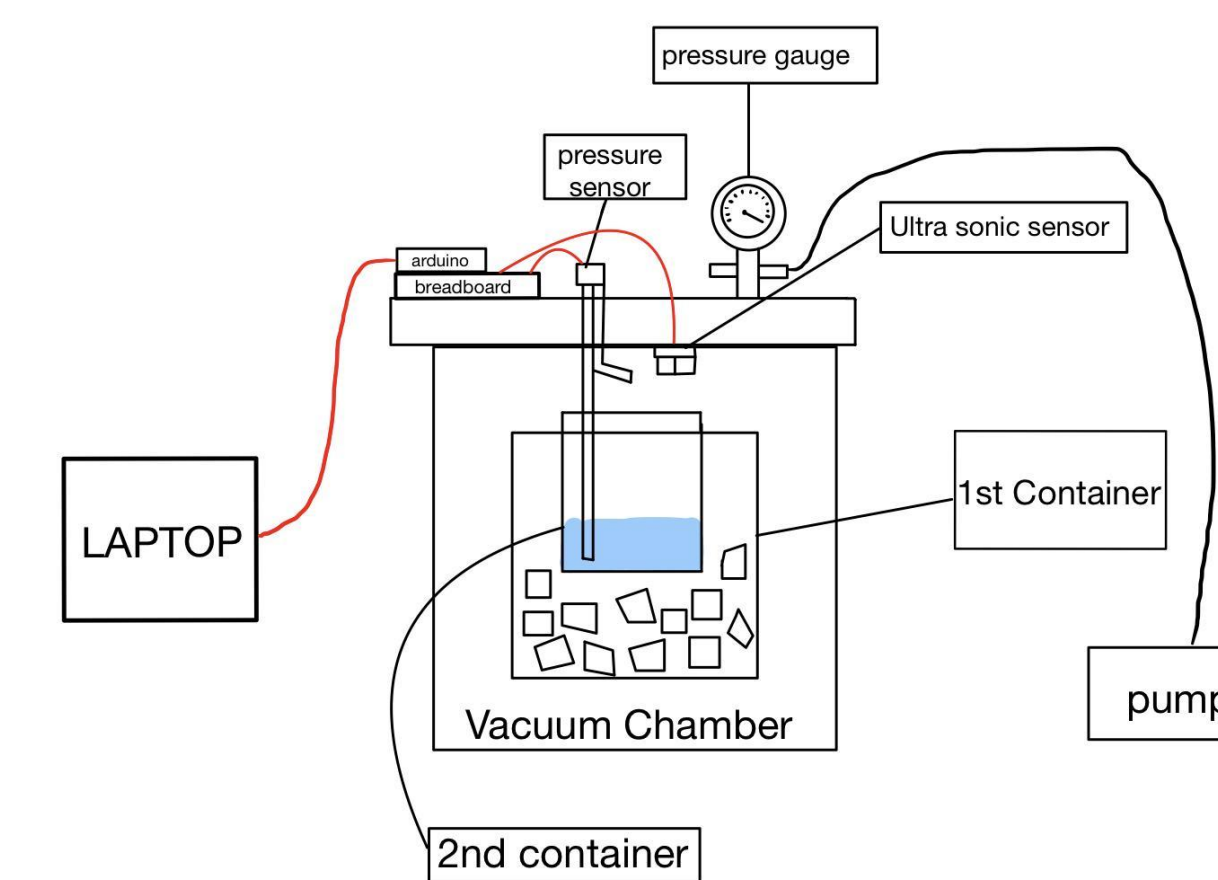 pressure gauge
pressure
sensor
Ultra sonic sensor
arduino
breadboard
LAPTOP
1st Container
pump
Vacuum Chamber
2nd container